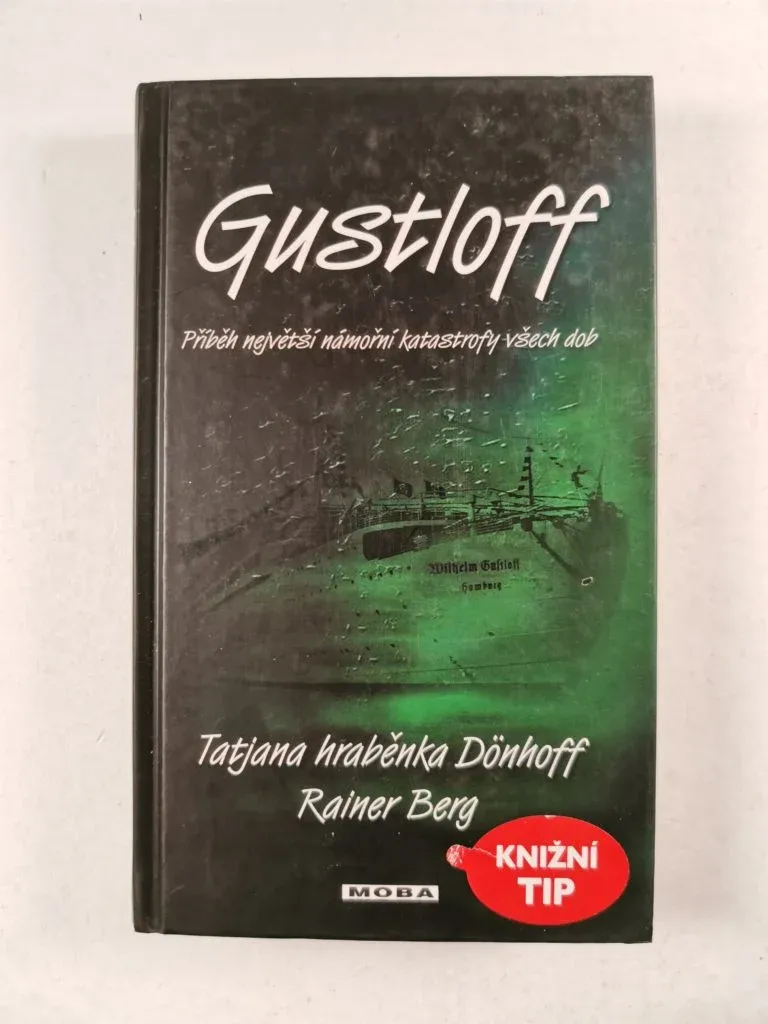 Gustloff
Příběh největší námořní katastrofy všech dob
Wilhelm Gustloff
Hamburg
Tatjana hraběnka Dönhoff
Rainer Berg
MOBA
KNIŽNÍ
TIP